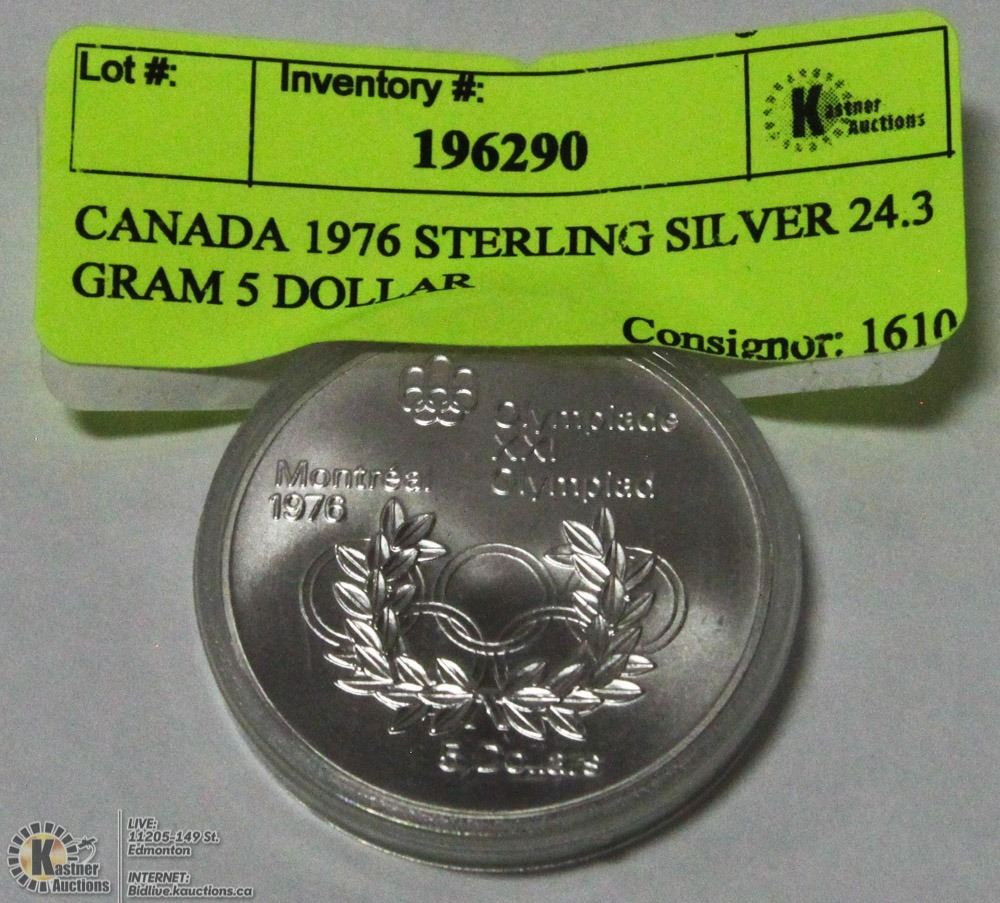 Lot #:
Inventory #:
196290
Kastner
Auctions
CANADA 1976 STERLING SILVER 24.3
GRAM 5 DOLLAR
Consignor: 1610
Olympiade
XXI
Olympiad
Montréal
1976
5 Dollars
Kastner
Auctions
LIVE:
11205-149 St.
Edmonton
INTERNET:
Bidlive.kauctions.ca